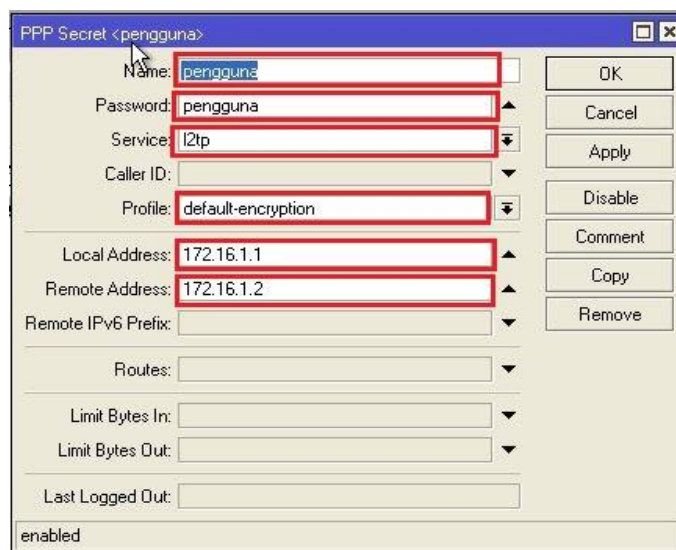 PPP Secret <pengguna>
Name: pengguna
Password: pengguna
Service: l2tp
Caller ID:
Profile: default-encryption
Local Address: 172.16.1.1
Remote Address: 172.16.1.2
Remote IPv6 Prefix:
Routes:
Limit Bytes In:
Limit Bytes Out:
Last Logged Out:
OK
Cancel
Apply
Disable
Comment
Copy
Remove
enabled